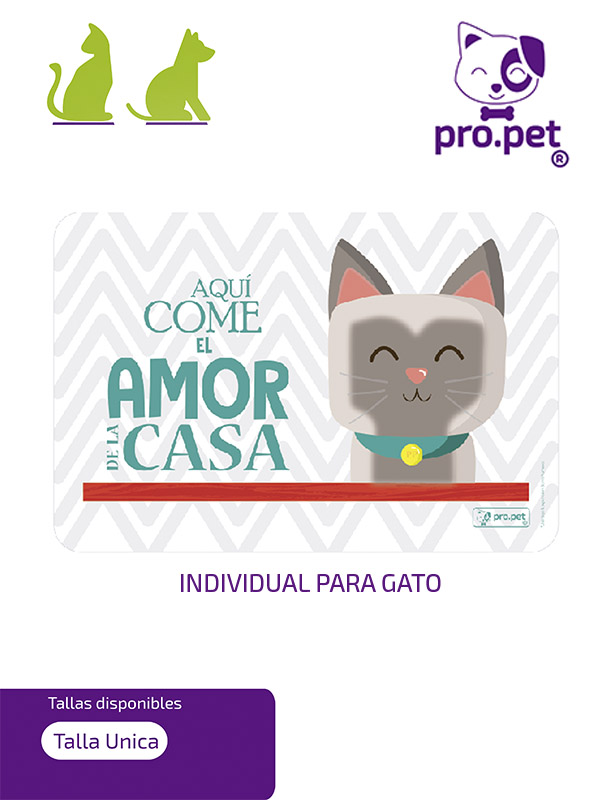 pro.pet
®
AQUÍ
COME
EL
AMOR
DE LA
CASA
pro.pet
INDIVIDUAL PARA GATO
Tallas disponibles
Talla Unica